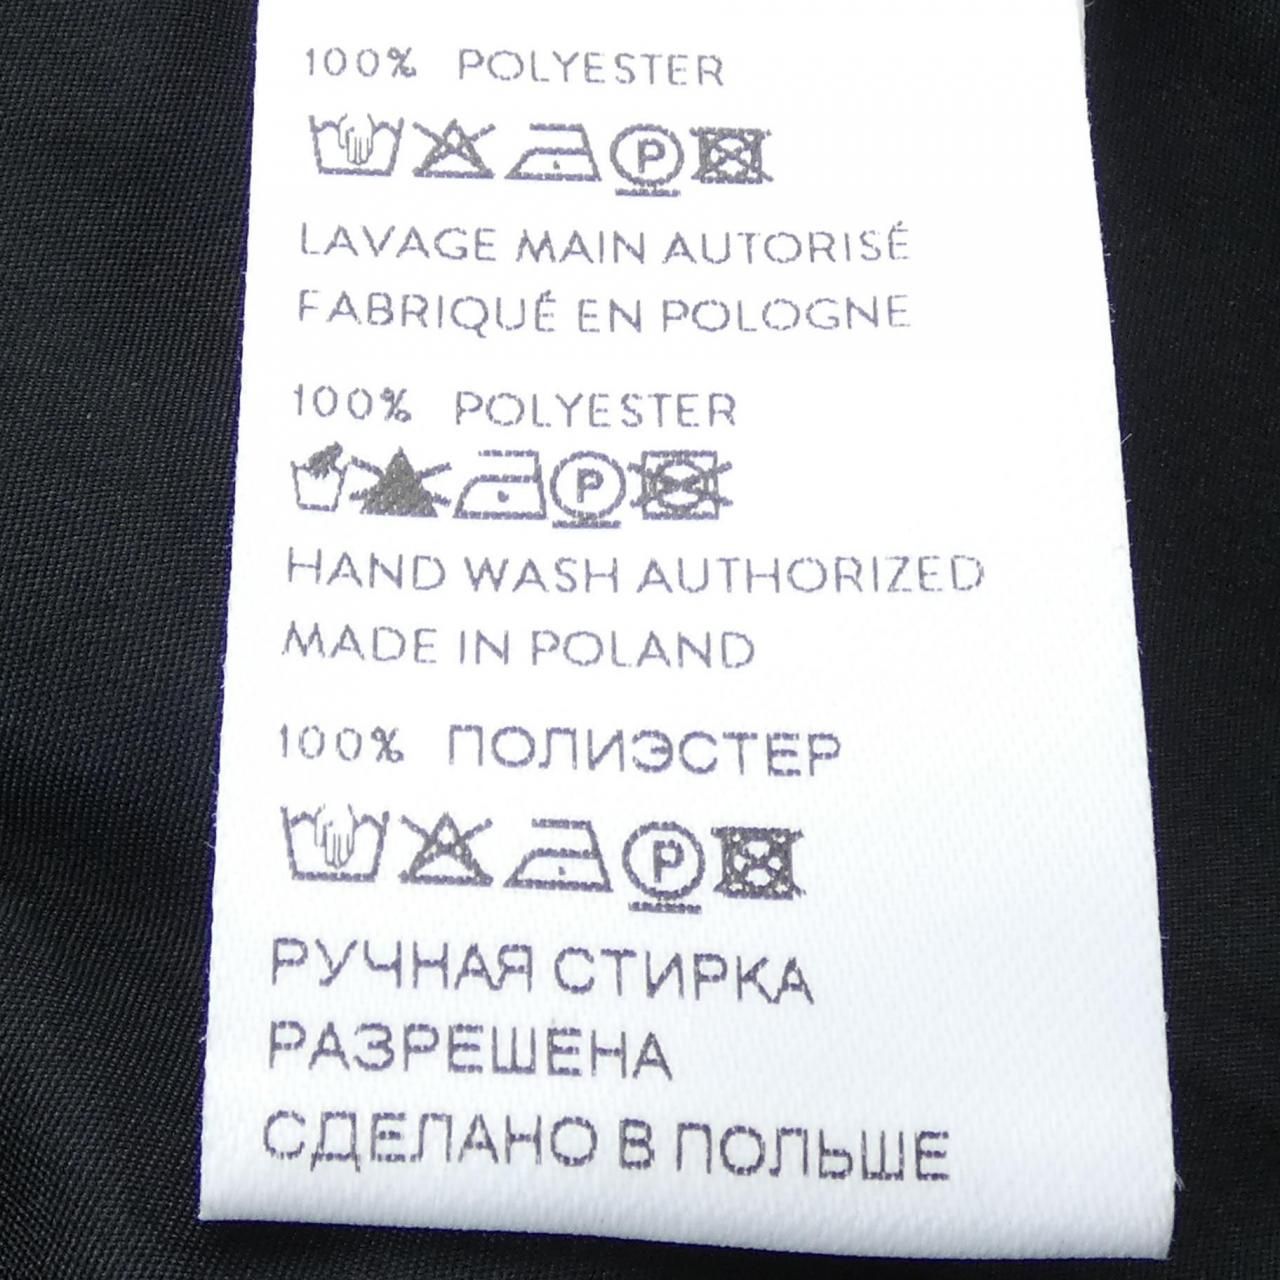 100% POLYESTER
P
LAVAGE MAIN AUTORISÉ
FABRIQUÉ EN POLOGNE
100% POLYESTER
P
HAND WASH AUTHORIZED
MADE IN POLAND
100% ПОЛИЭСТЕР
P
РУЧНАЯ СТИРКА
РАЗРЕШЕНА
СДЕЛАНО В ПОЛЬШЕ